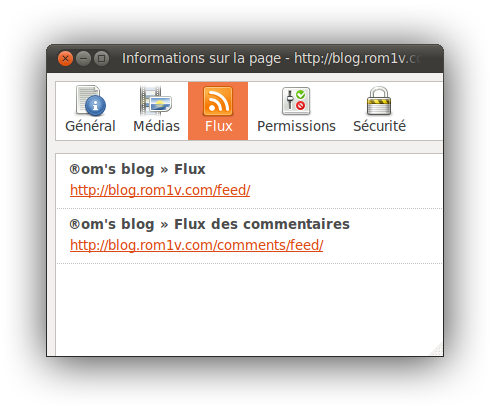 Informations sur la page - http://blog.rom1v.c
Général Médias Flux Permissions Sécurité
®om's blog » Flux
http://blog.rom1v.com/feed/
®om's blog » Flux des commentaires
http://blog.rom1v.com/comments/feed/